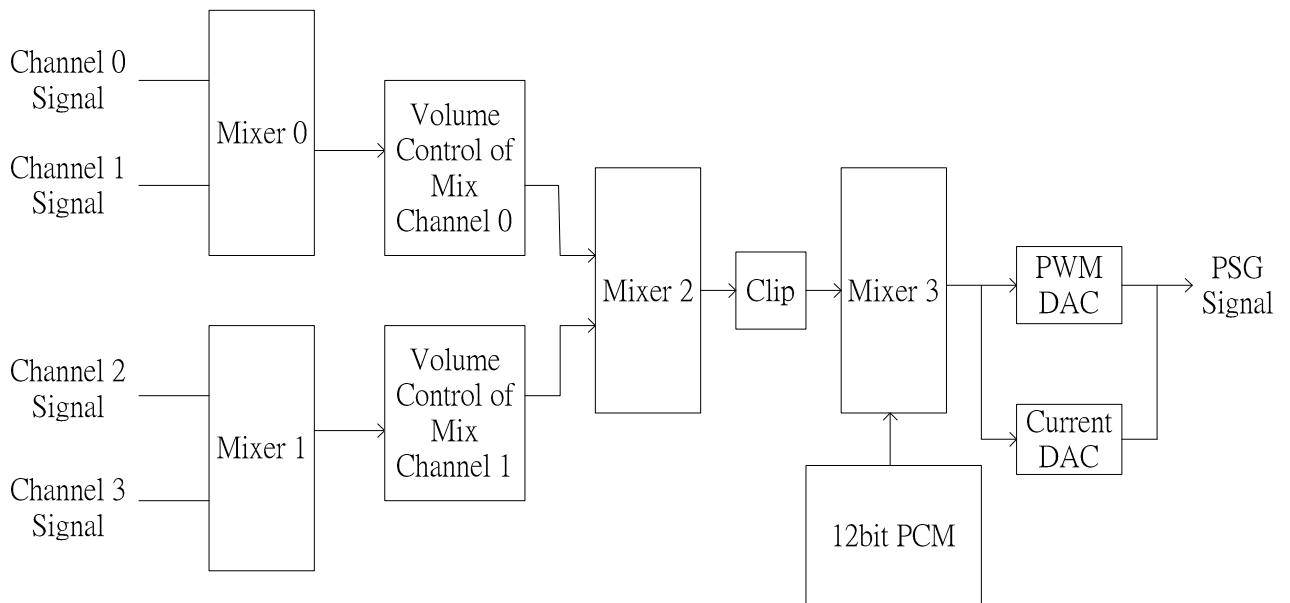 Channel 0
Signal
Channel 1
Signal
Mixer 0
Volume
Control of
Mix
Channel 0
Channel 2
Signal
Channel 3
Signal
Mixer 1
Volume
Control of
Mix
Channel 1
Mixer 2
Clip
Mixer 3
12bit PCM
PWM
DAC
Current
DAC
PSG
Signal